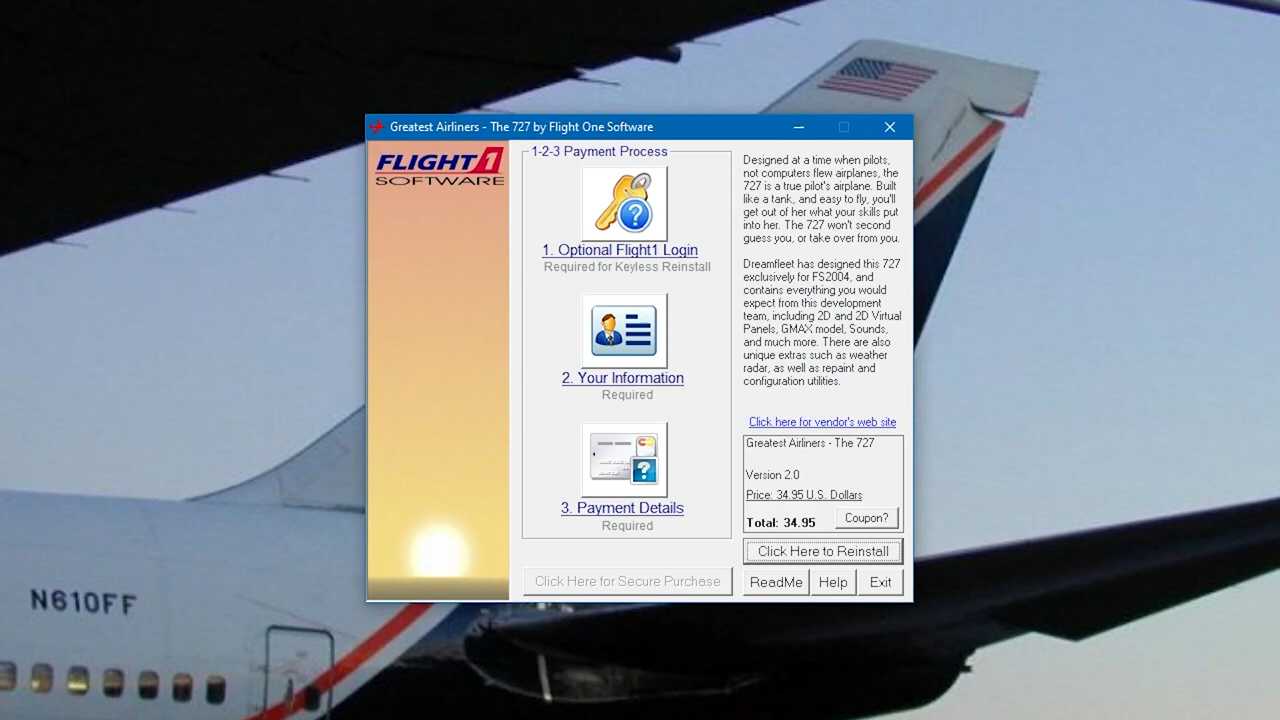 Greatest Airliners - The 727 by Flight One Software
FLIGHT 1
SOFTWARE
1-2-3 Payment Process
1. Optional Flight1 Login
Required for Keyless Reinstall
2. Your Information
Required
3. Payment Details
Required
Click Here for Secure Purchase
Designed at a time when pilots,
not computers flew airplanes, the
727 is a true pilot's airplane. Built
like a tank, and easy to fly, you'll
get out of her what your skills put
into her. The 727 won't second
guess you, or take over from you.
Dreamfleet has designed this 727
exclusively for FS2004, and
contains everything you would
expect from this development
team, including 2D and 2D Virtual
Panels, GMAX model, Sounds,
and much more. There are also
unique extras such as weather
radar, as well as repaint and
configuration utilities.
Click here for vendor's web site
Greatest Airliners - The 727
Version 2.0
Price: 34.95 U.S. Dollars
Total: 34.95
Coupon?
Click Here to Reinstall
ReadMe
Help
Exit
N610FF